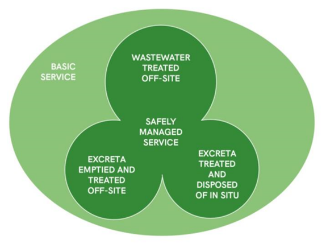 WASTEWATER
TREATED
OFF-SITE
BASIC
SERVICE
SAFELY
MANAGED
SERVICE
EXCRETA
EMPTIED AND
TREATED
OFF-SITE
EXCRETA
TREATED
AND
DISPOSED
OF IN SITU